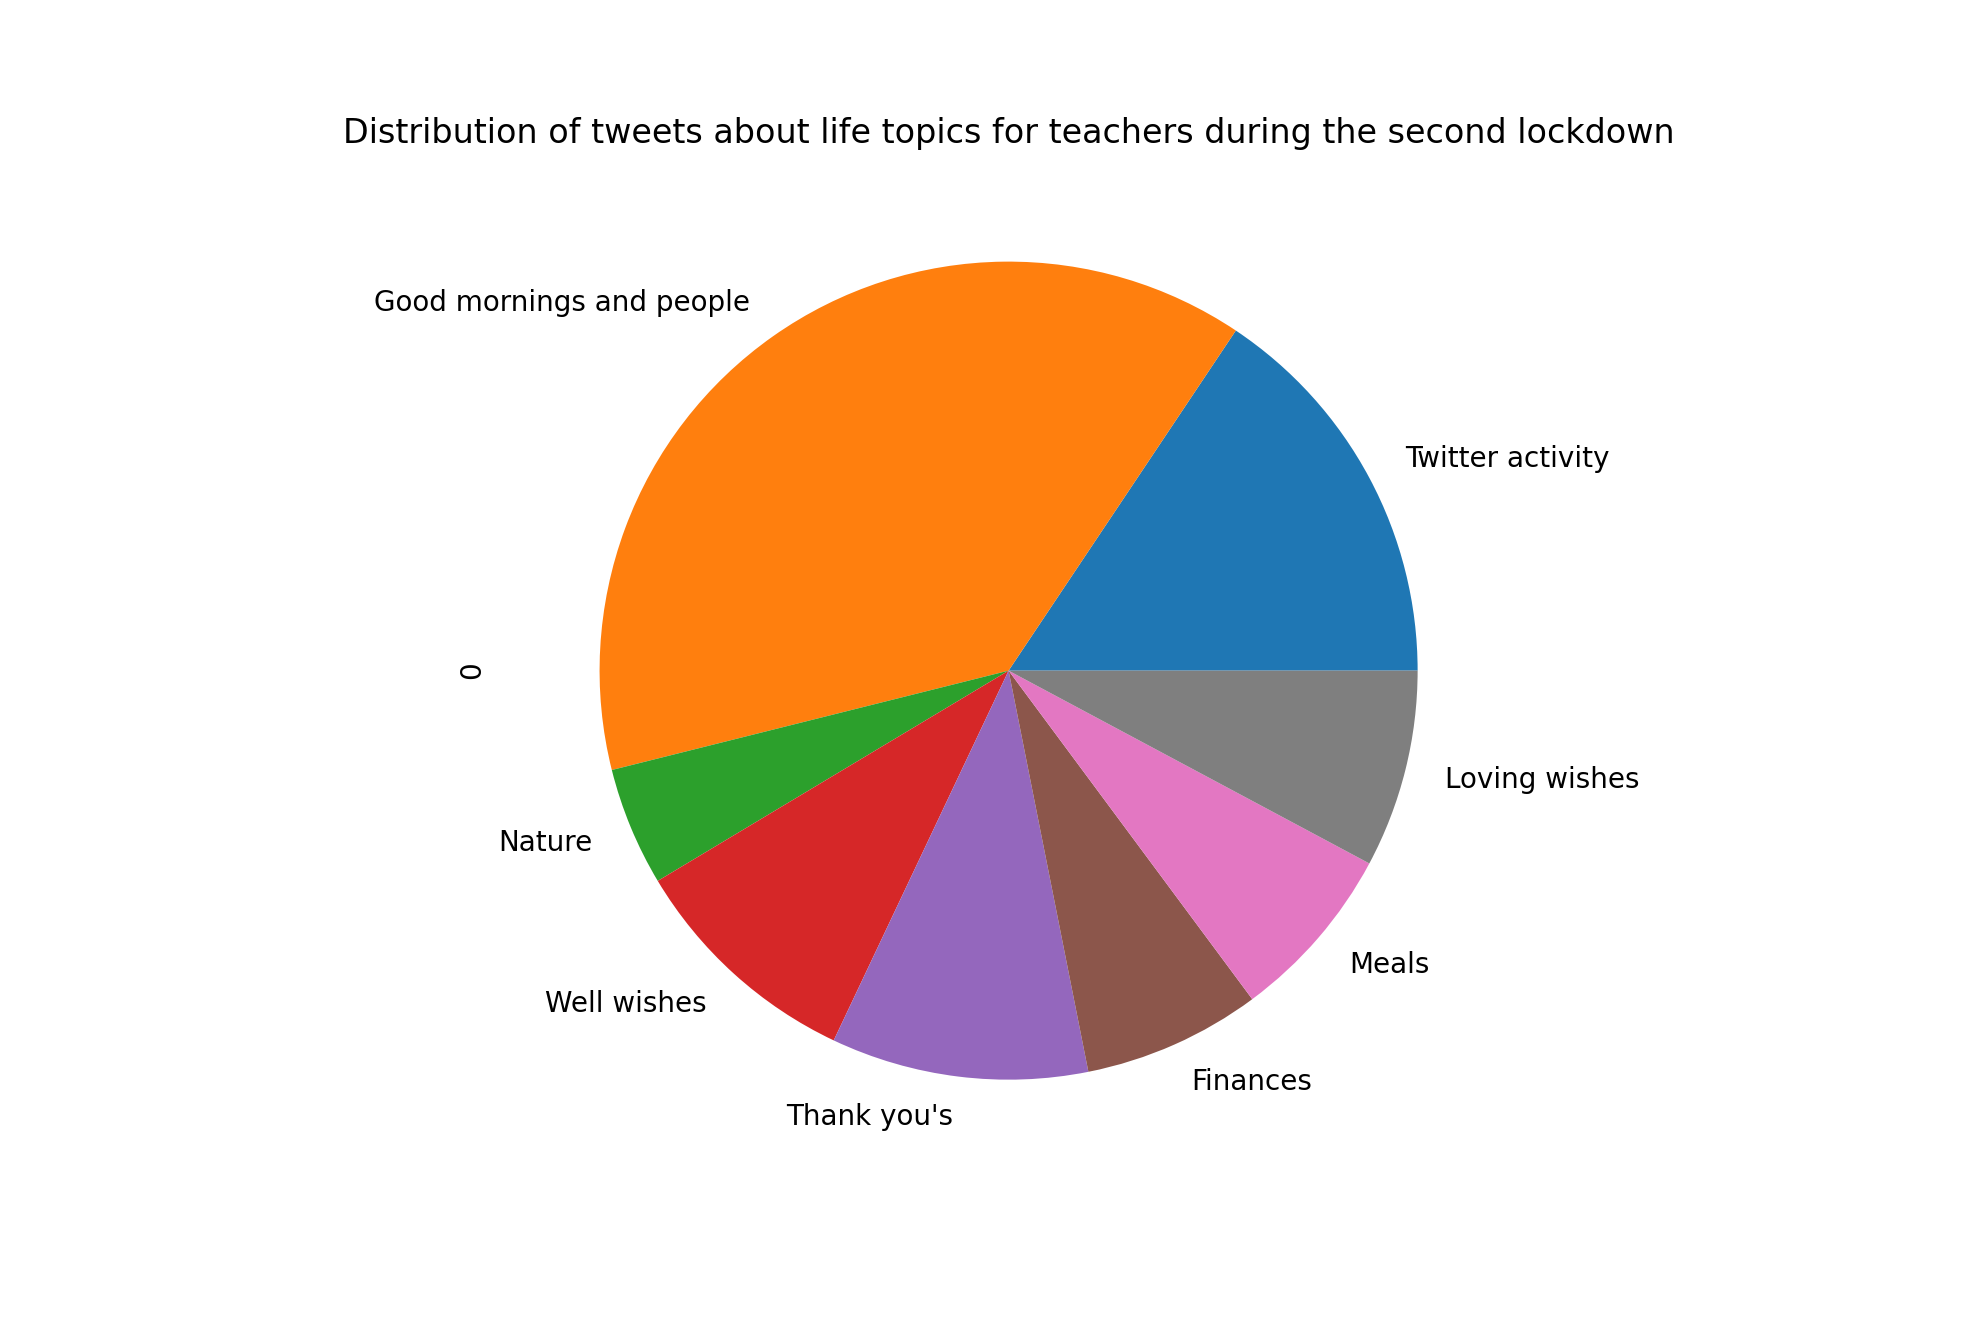 Distribution of tweets about life topics for teachers during the second lockdown
Good mornings and people
Twitter activity
0
Loving wishes
Nature
Meals
Well wishes
Finances
Thank you's